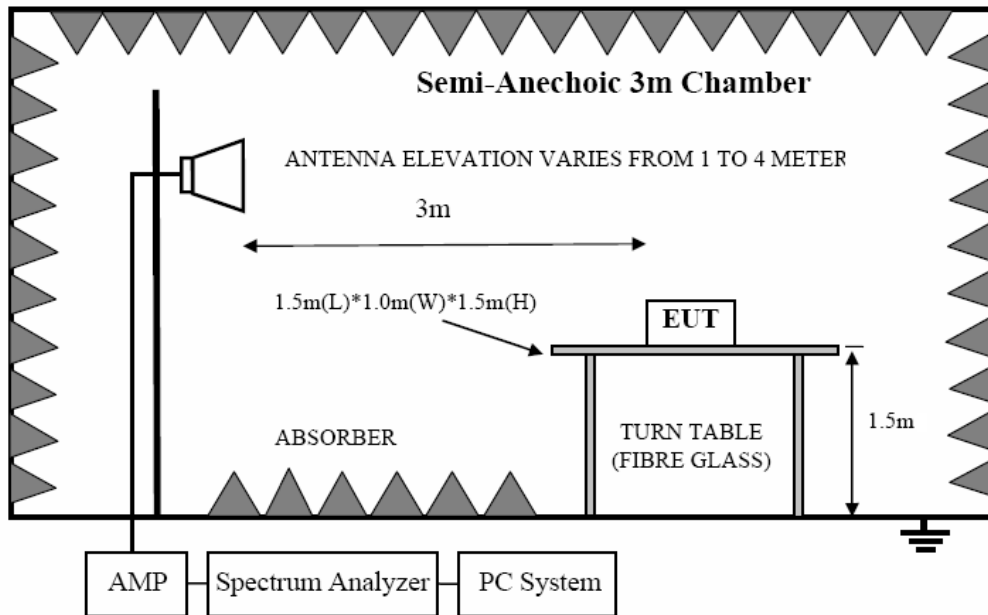 Semi-Anechoic 3m Chamber
ANTENNA ELEVATION VARIES FROM 1 TO 4 METER
3m
1.5m(L)*1.0m(W)*1.5m(H)
EUT
ABSORBER
TURN TABLE
(FIBRE GLASS)
1.5m
AMP
Spectrum Analyzer
PC System